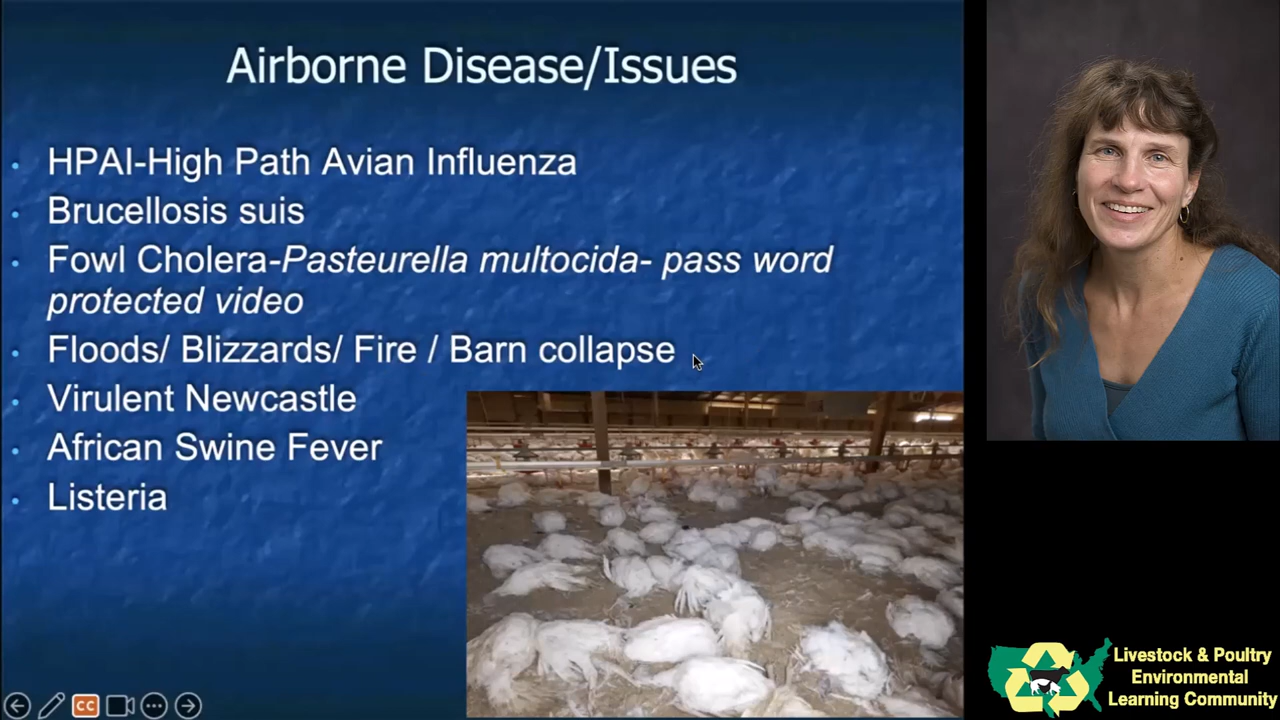 Airborne Disease/Issues
HPAI-High Path Avian Influenza
Brucellosis suis
Fowl Cholera-Pasteurella multocida- pass word
protected video
Floods/ Blizzards/ Fire / Barn collapse
Virulent Newcastle
African Swine Fever
Listeria
CC
Livestock & Poultry
Environmental
Learning Community